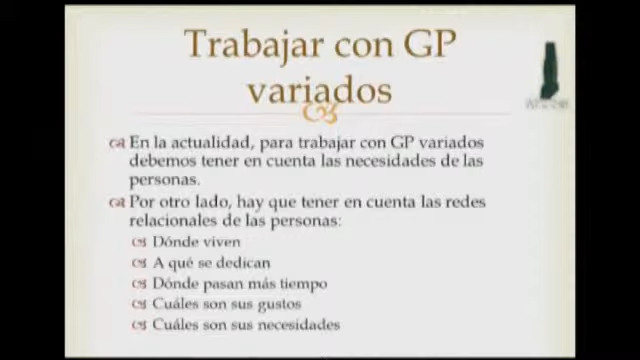 Trabajar con GP
variados
En la actualidad, para trabajar con GP variados
debemos tener en cuenta las necesidades de las
personas.
Por otro lado, hay que tener en cuenta las redes
relacionales de las personas:
Dónde viven
A qué se dedican
Dónde pasan más tiempo
Cuáles son sus gustos
Cuáles son sus necesidades